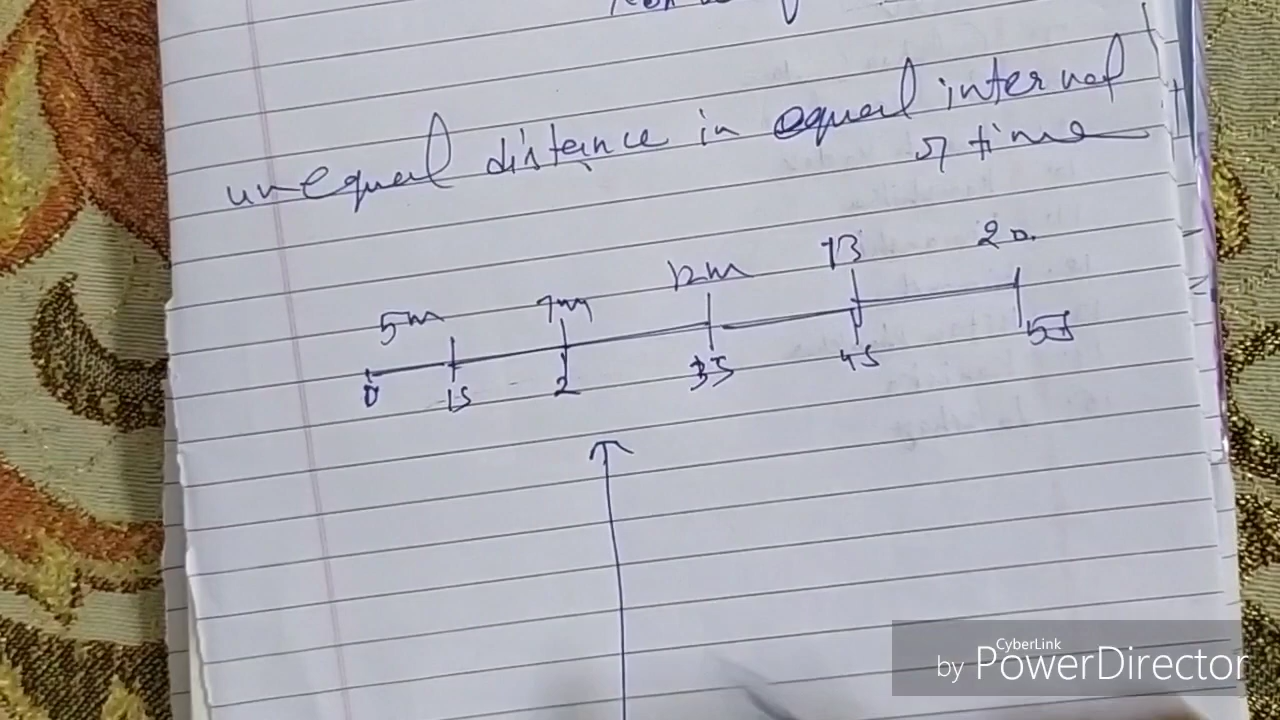 unequal distance in equal interval
of time
5m 7m 12m 13 20
0 1s 2 3s 4s 5s
CyberLink
by PowerDirector